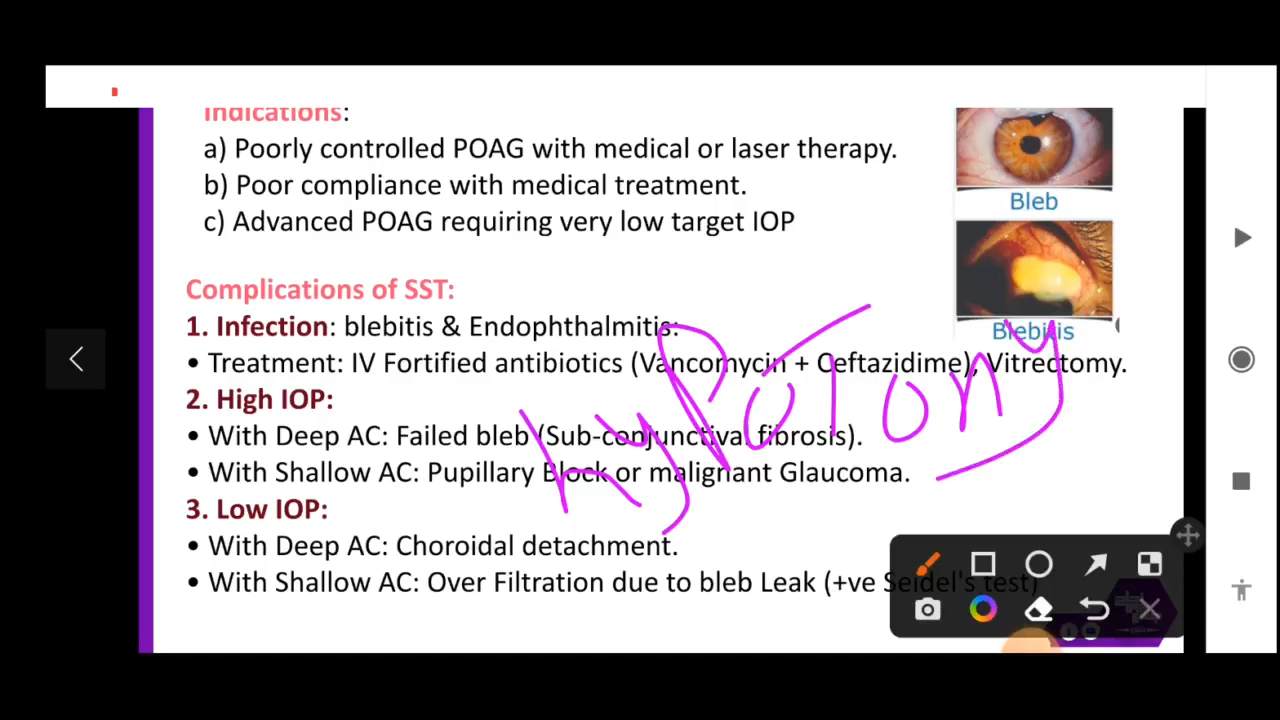 Indications:
a) Poorly controlled POAG with medical or laser therapy.
b) Poor compliance with medical treatment.
c) Advanced POAG requiring very low target IOP
Bleb
Complications of SST:
1. Infection: blebitis & Endophthalmitis:
Blebitis
• Treatment: IV Fortified antibiotics (Vancomycin + Ceftazidime), Vitrectomy.
hypotony
2. High IOP:
• With Deep AC: Failed bleb (Sub-conjunctival fibrosis).
• With Shallow AC: Pupillary Block or malignant Glaucoma.
3. Low IOP:
• With Deep AC: Choroidal detachment.
• With Shallow AC: Over Filtration due to bleb Leak (+ve Seidel's test)